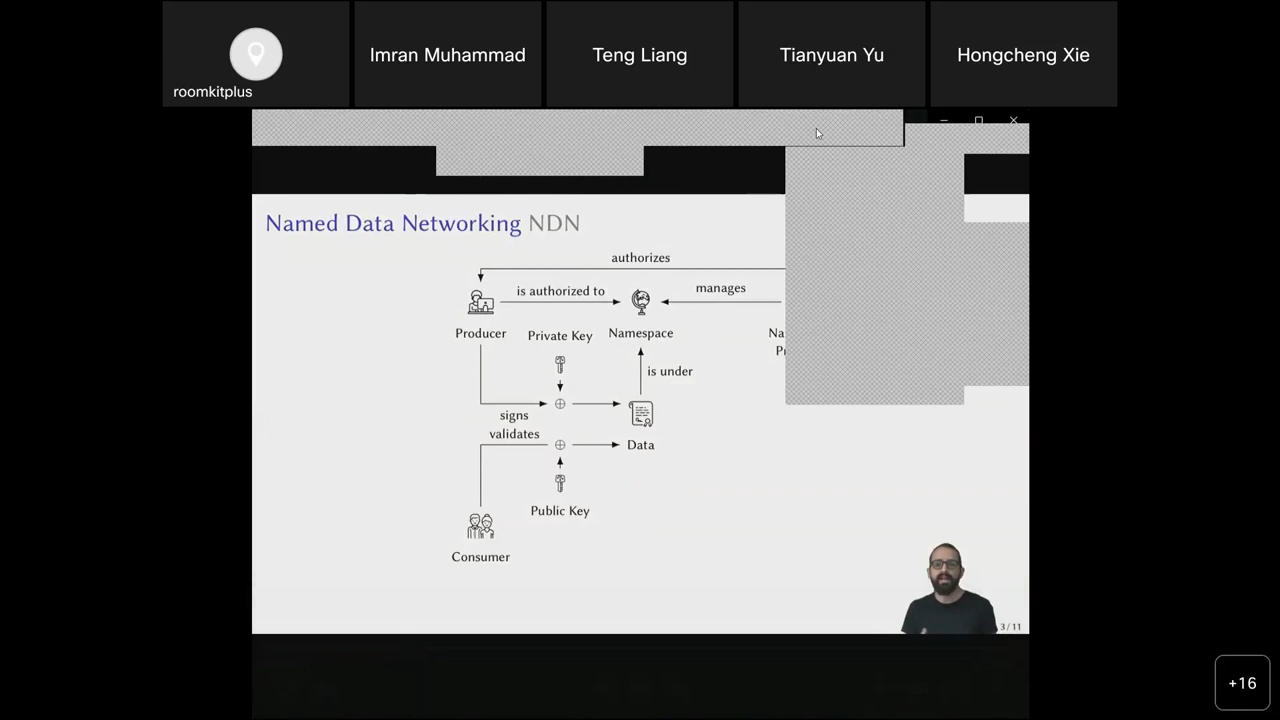 roomkitplus
Imran Muhammad
Teng Liang
Tianyuan Yu
Hongcheng Xie
Named Data Networking NDN
authorizes
is authorized to
manages
Producer
Private Key
Namespace
Na
P
is under
signs
validates
Data
Public Key
Consumer
3/11
+16